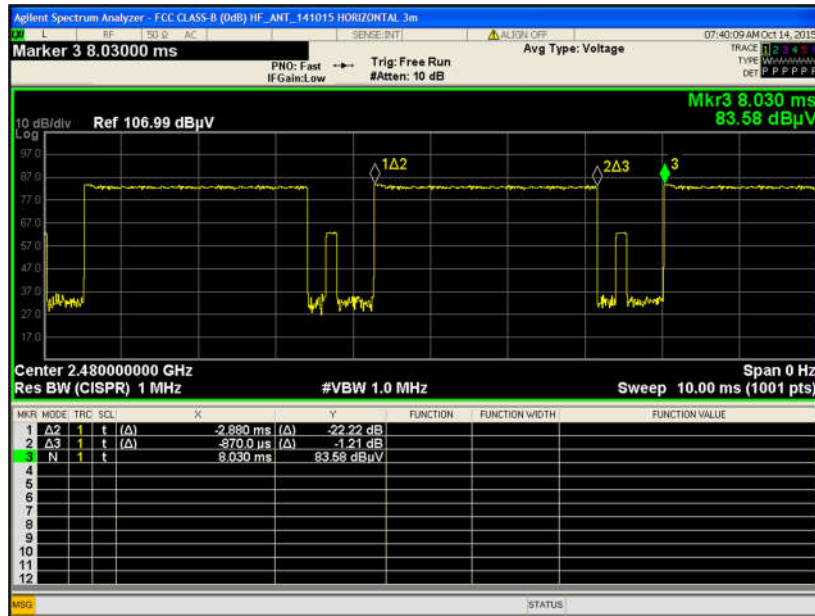 Agilent Spectrum Analyzer - FCC CLASS-B (0dB) HF_ANT_141015 HORIZONTAL 3m
L RF 50 Ω AC SENSE:INT ALIGN OFF 07:40:09 AM Oct 14, 2015
Marker 3 8.03000 ms
PNO: Fast
IFGain:Low
Trig: Free Run
#Atten: 10 dB
Avg Type: Voltage
TRACE 1 2 3 4 5
TYPE
DET P P P P P P
Mkr3 8.030 ms
83.58 dBµV
10 dB/div Ref 106.99 dBµV
Log
97.0
87.0
77.0
67.0
57.0
47.0
37.0
27.0
17.0
1Δ2
2Δ3
3
Center 2.480000000 GHz Span 0 Hz
Res BW (CISPR) 1 MHz #VBW 1.0 MHz Sweep 10.00 ms (1001 pts)
MKR MODE TRC SCL X Y FUNCTION FUNCTION WIDTH FUNCTION VALUE
1 Δ2 1 t (Δ) -2.880 ms (Δ) -22.22 dB
2 Δ3 1 t (Δ) -870.0 µs (Δ) -1.21 dB
3 N 1 t 8.030 ms 83.58 dBµV
4
5
6
7
8
9
10
11
12
MSG STATUS